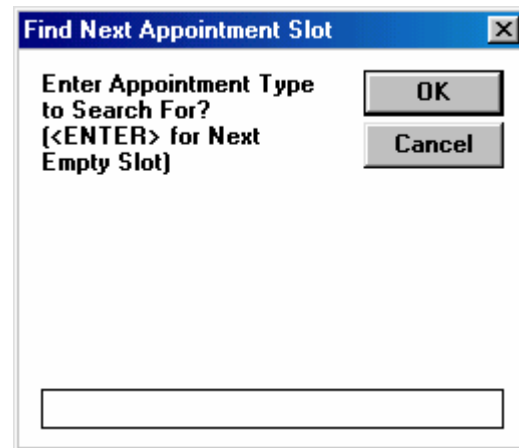 Find Next Appointment Slot
Enter Appointment Type
to Search For?
(<ENTER> for Next
Empty Slot)
OK
Cancel